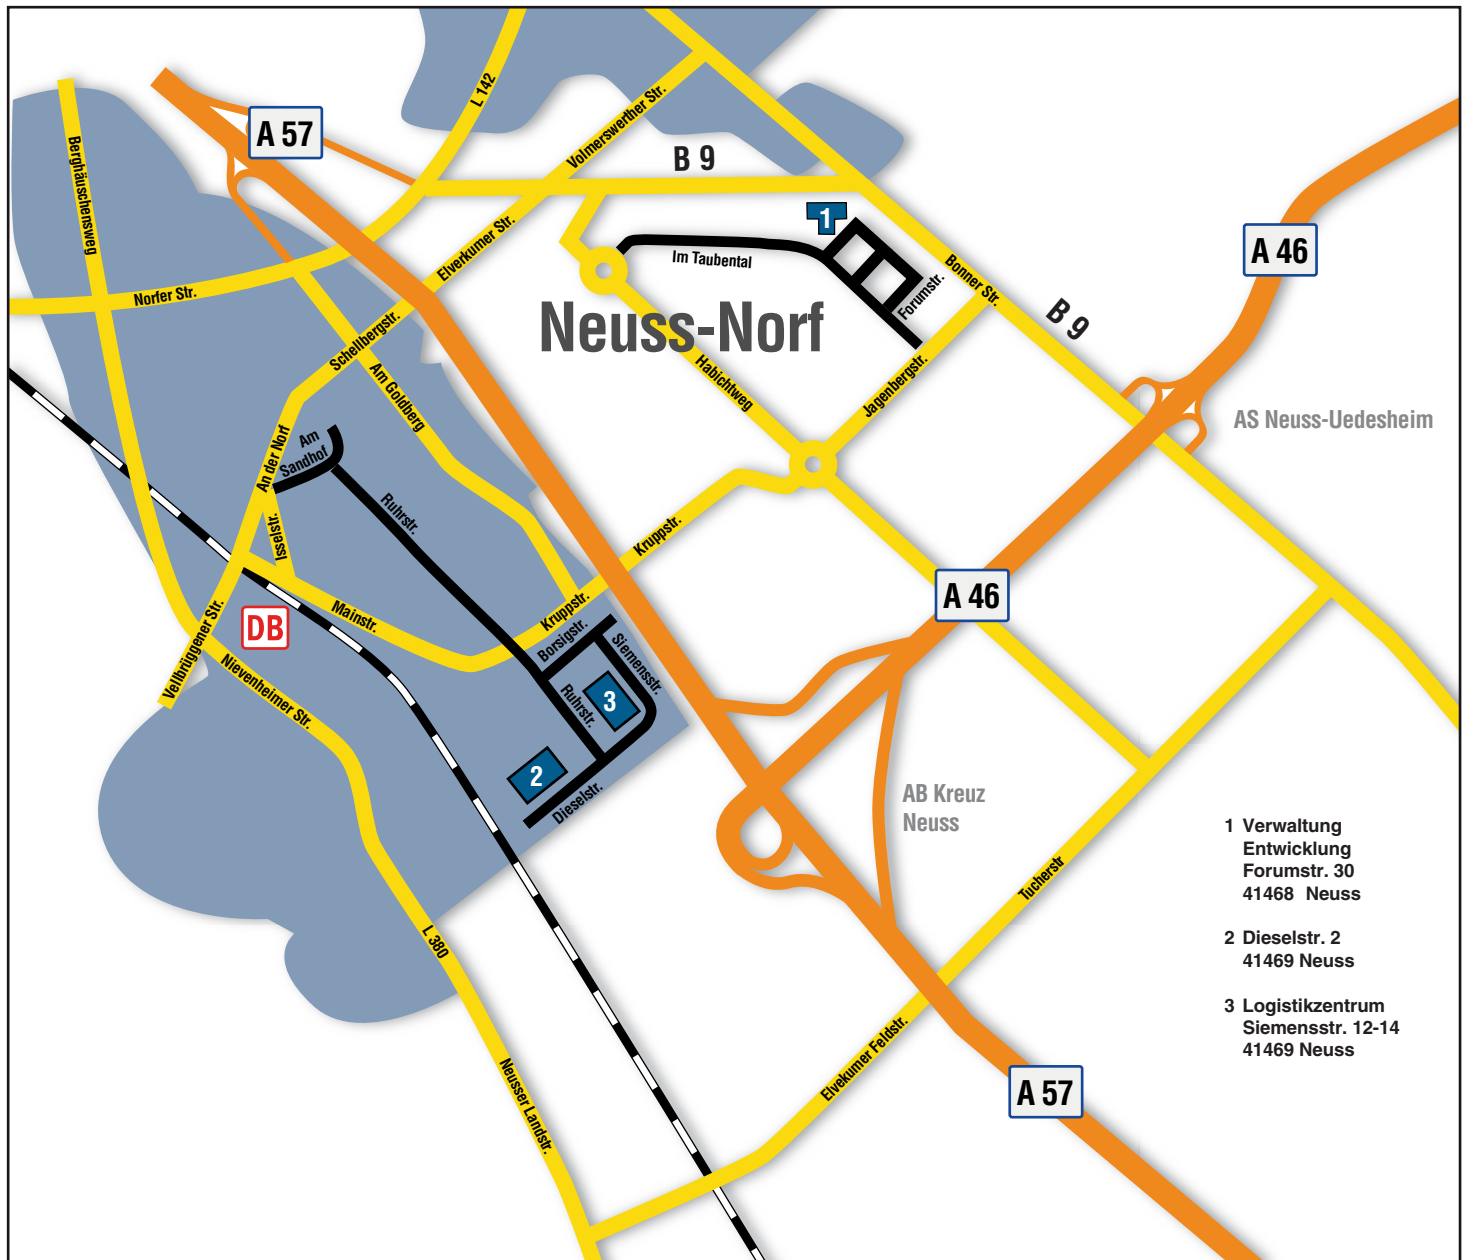 L 142
A 57
Volmerswerther Str.
B 9
Berghäuschensweg
1
Elverkumer Str.
Im Taubental
Bonner Str.
A 46
Forumstr.
Norfer Str.
B 9
Neuss-Norf
Schellbergstr.
Am Goldberg
Habichtweg
Jagenbergstr.
AS Neuss-Uedesheim
Am
Sandhof
An der Norf
Ruhrstr.
Isselstr.
Kruppstr.
A 46
Mainstr.
Kruppstr.
DB
Vellbrüggener Str.
Borsigstr.
Siemensstr.
Nievenheimer Str.
Ruhrstr.
3
2
Dieselstr.
AB Kreuz
Neuss
1 Verwaltung
Entwicklung
Forumstr. 30
41468 Neuss
2 Dieselstr. 2
41469 Neuss
3 Logistikzentrum
Siemensstr. 12-14
41469 Neuss
Tucherstr
L 380
Elvekumer Feldstr.
Neusser Landstr.
A 57